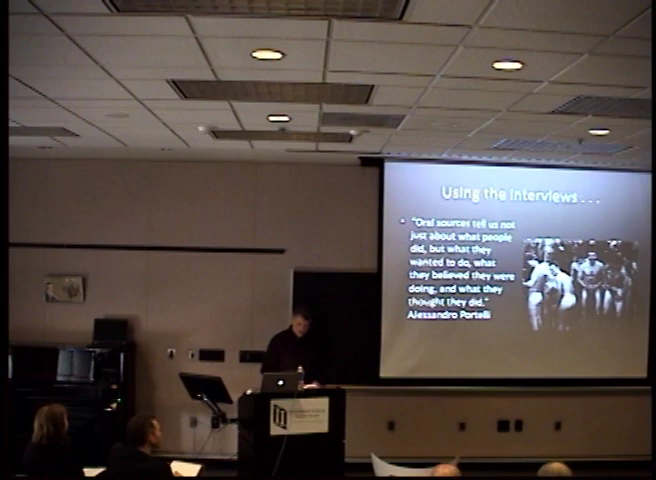 Using the Interviews . . .
• "Oral sources tell us not
just about what people
did, but what they
wanted to do, what
they believed they were
doing, and what they
thought they did."
Alessandro Portelli